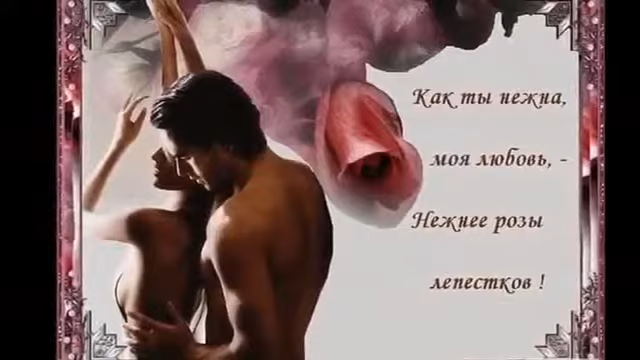 Как ты нежна,
моя любовь, -
Нежнее розы
лепестков !